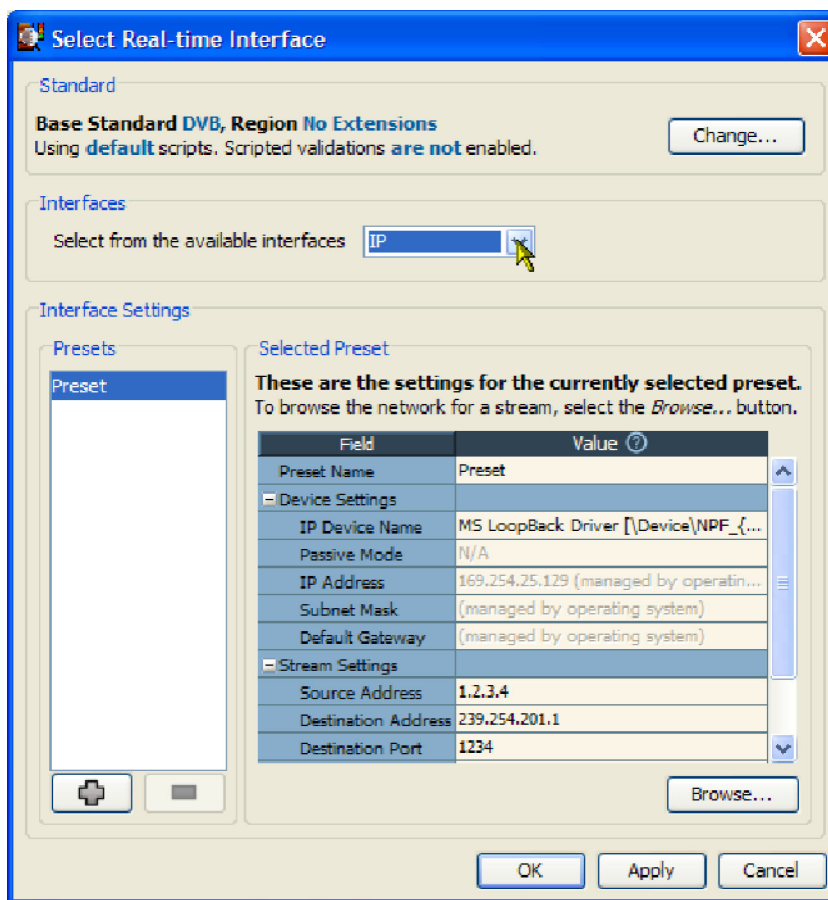 Select Real-time Interface
Standard
Base Standard DVB, Region No Extensions
Using default scripts. Scripted validations are not enabled.
Change...
Interfaces
Select from the available interfaces IP
Interface Settings
Presets
Preset
Selected Preset
These are the settings for the currently selected preset.
To browse the network for a stream, select the Browse... button.
Field Value ?
Preset Name Preset
Device Settings
IP Device Name MS LoopBack Driver [\Device\NPF_{...
Passive Mode N/A
IP Address 169.254.25.129 (managed by operatin...
Subnet Mask (managed by operating system)
Default Gateway (managed by operating system)
Stream Settings
Source Address 1.2.3.4
Destination Address 239.254.201.1
Destination Port 1234
Browse...
OK Apply Cancel